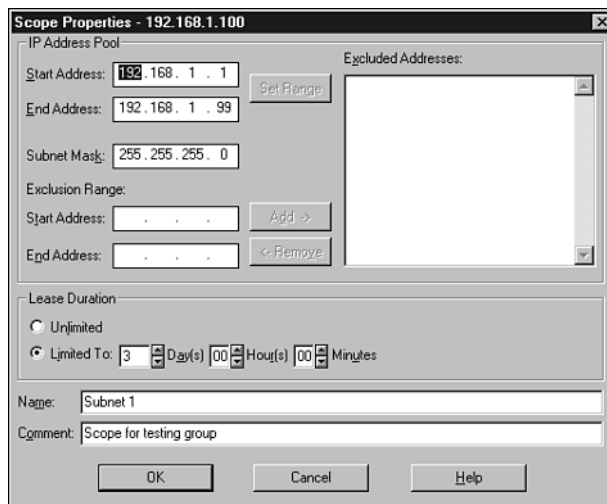 Scope Properties - 192.168.1.100
IP Address Pool
Start Address: 192 .168. 1 . 1
Set Range
End Address: 192.168. 1 . 99
Subnet Mask: 255.255.255. 0
Exclusion Range:
Start Address: . . .
Add ->
End Address: . . .
<- Remove
Excluded Addresses:
Lease Duration
Unlimited
Limited To: 3 Day(s) 00 Hour(s) 00 Minutes
Name: Subnet 1
Comment: Scope for testing group
OK Cancel Help